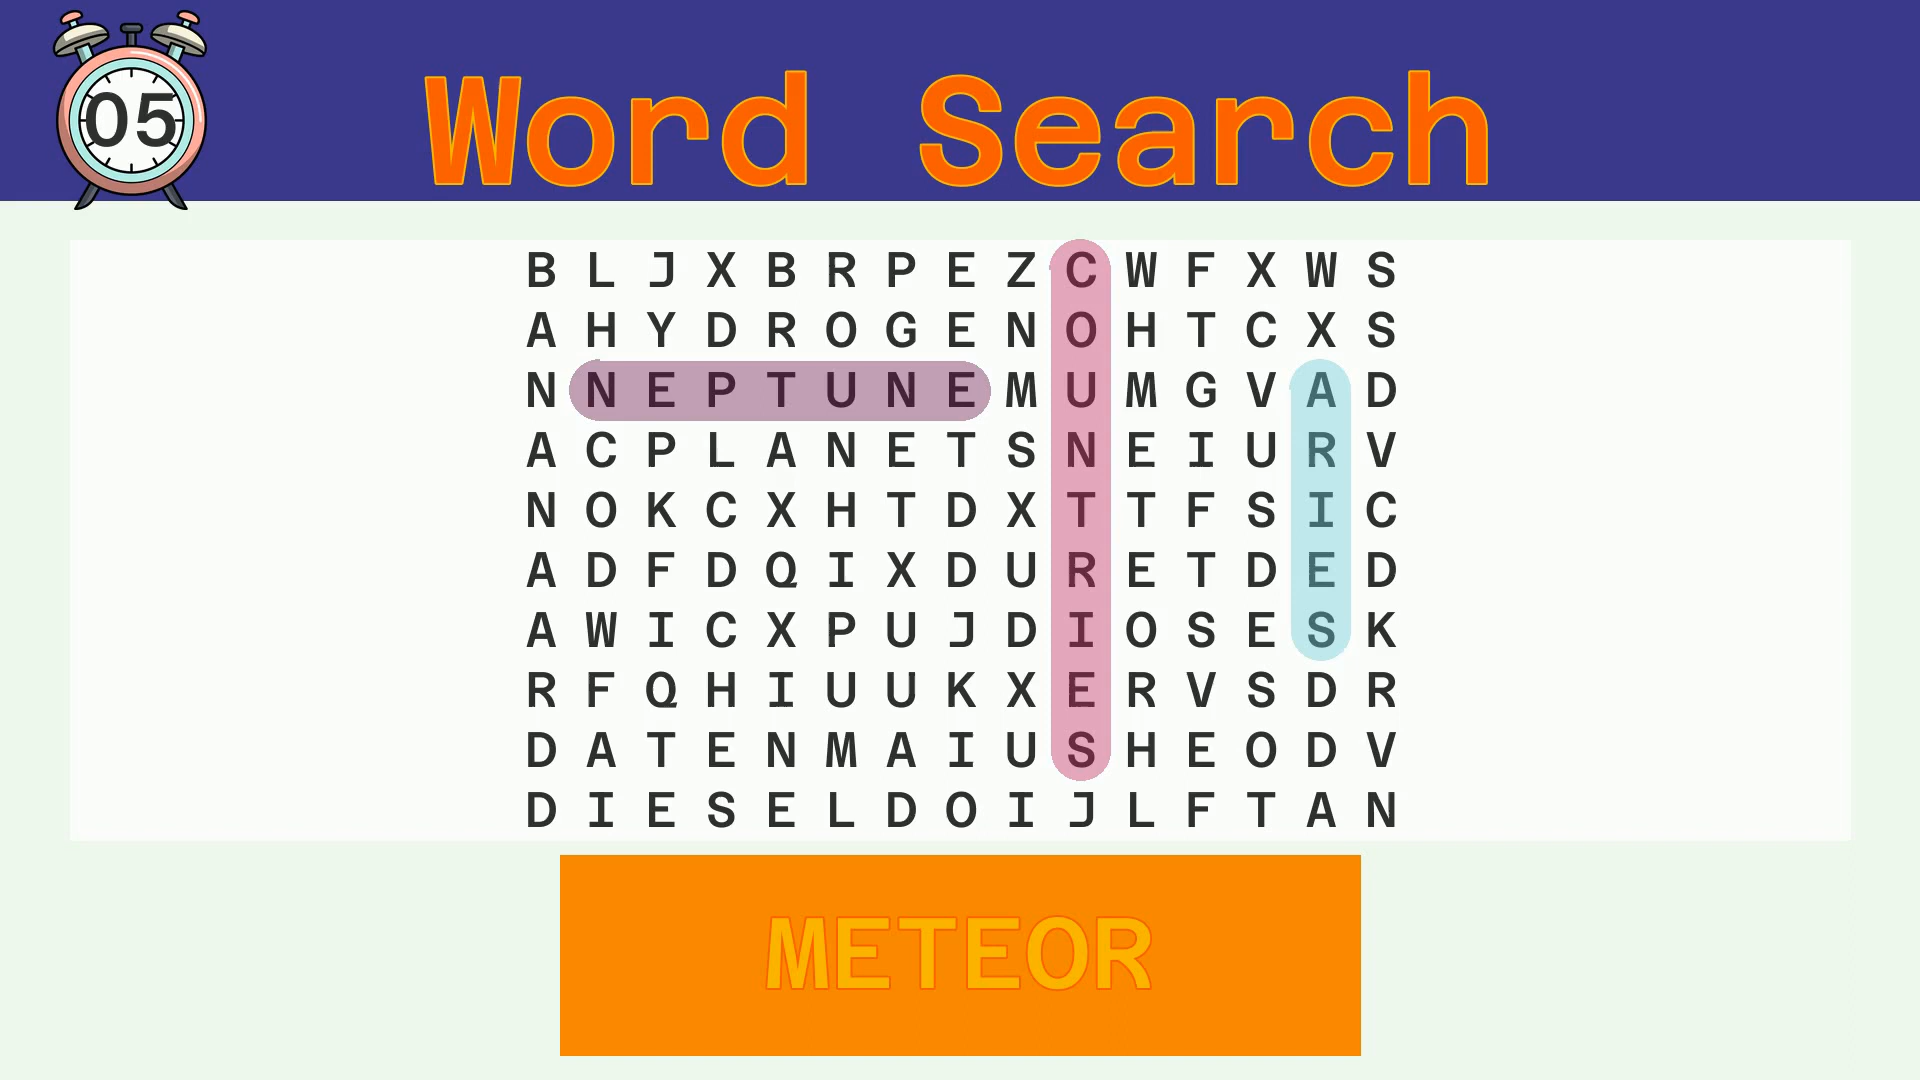 05
Word Search
B L J X B R P E Z C W F X W S
A H Y D R O G E N O H T C X S
N N E P T U N E M U M G V A D
A C P L A N E T S N E I U R V
N O K C X H T D X T T F S I C
A D F D Q I X D U R E T D E D
A W I C X P U J D I O S E S K
R F Q H I U U K X E R V S D R
D A T E N M A I U S H E O D V
D I E S E L D O I J L F T A N
METEOR